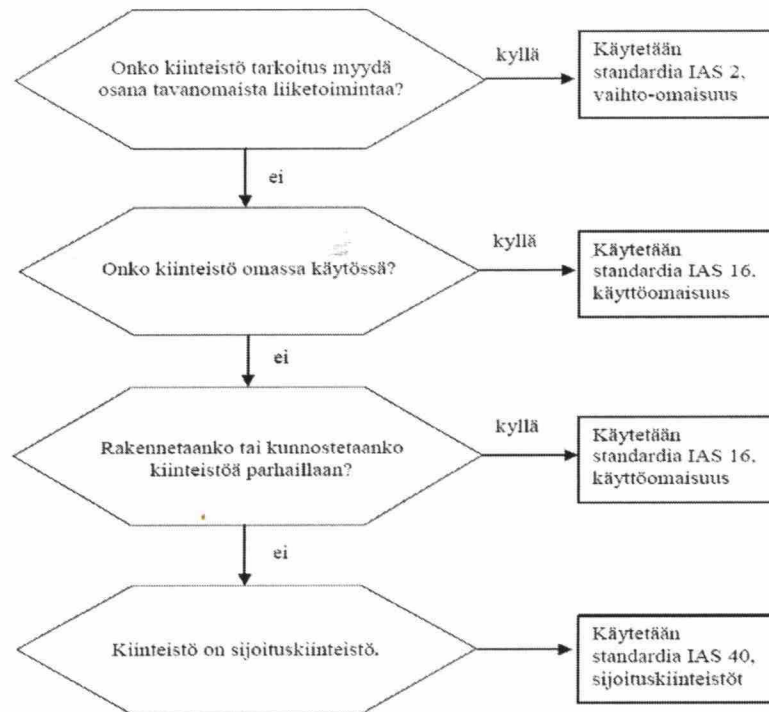 Onko kiinteistö tarkoitus myydä
osana tavanomaista liiketoimintaa?
kyllä
Käytetään
standardia IAS 2,
vaihto-omaisuus
ei
Onko kiinteistö omassa käytössä?
kyllä
Käytetään
standardia IAS 16,
käyttöomaisuus
ei
Rakennetaanko tai kunnostetaanko
kiinteistöä parhaillaan?
kyllä
Käytetään
standardia IAS 16,
käyttöomaisuus
ei
Kiinteistö on sijoituskiinteistö.
Käytetään
standardia IAS 40,
sijoituskiinteistöt